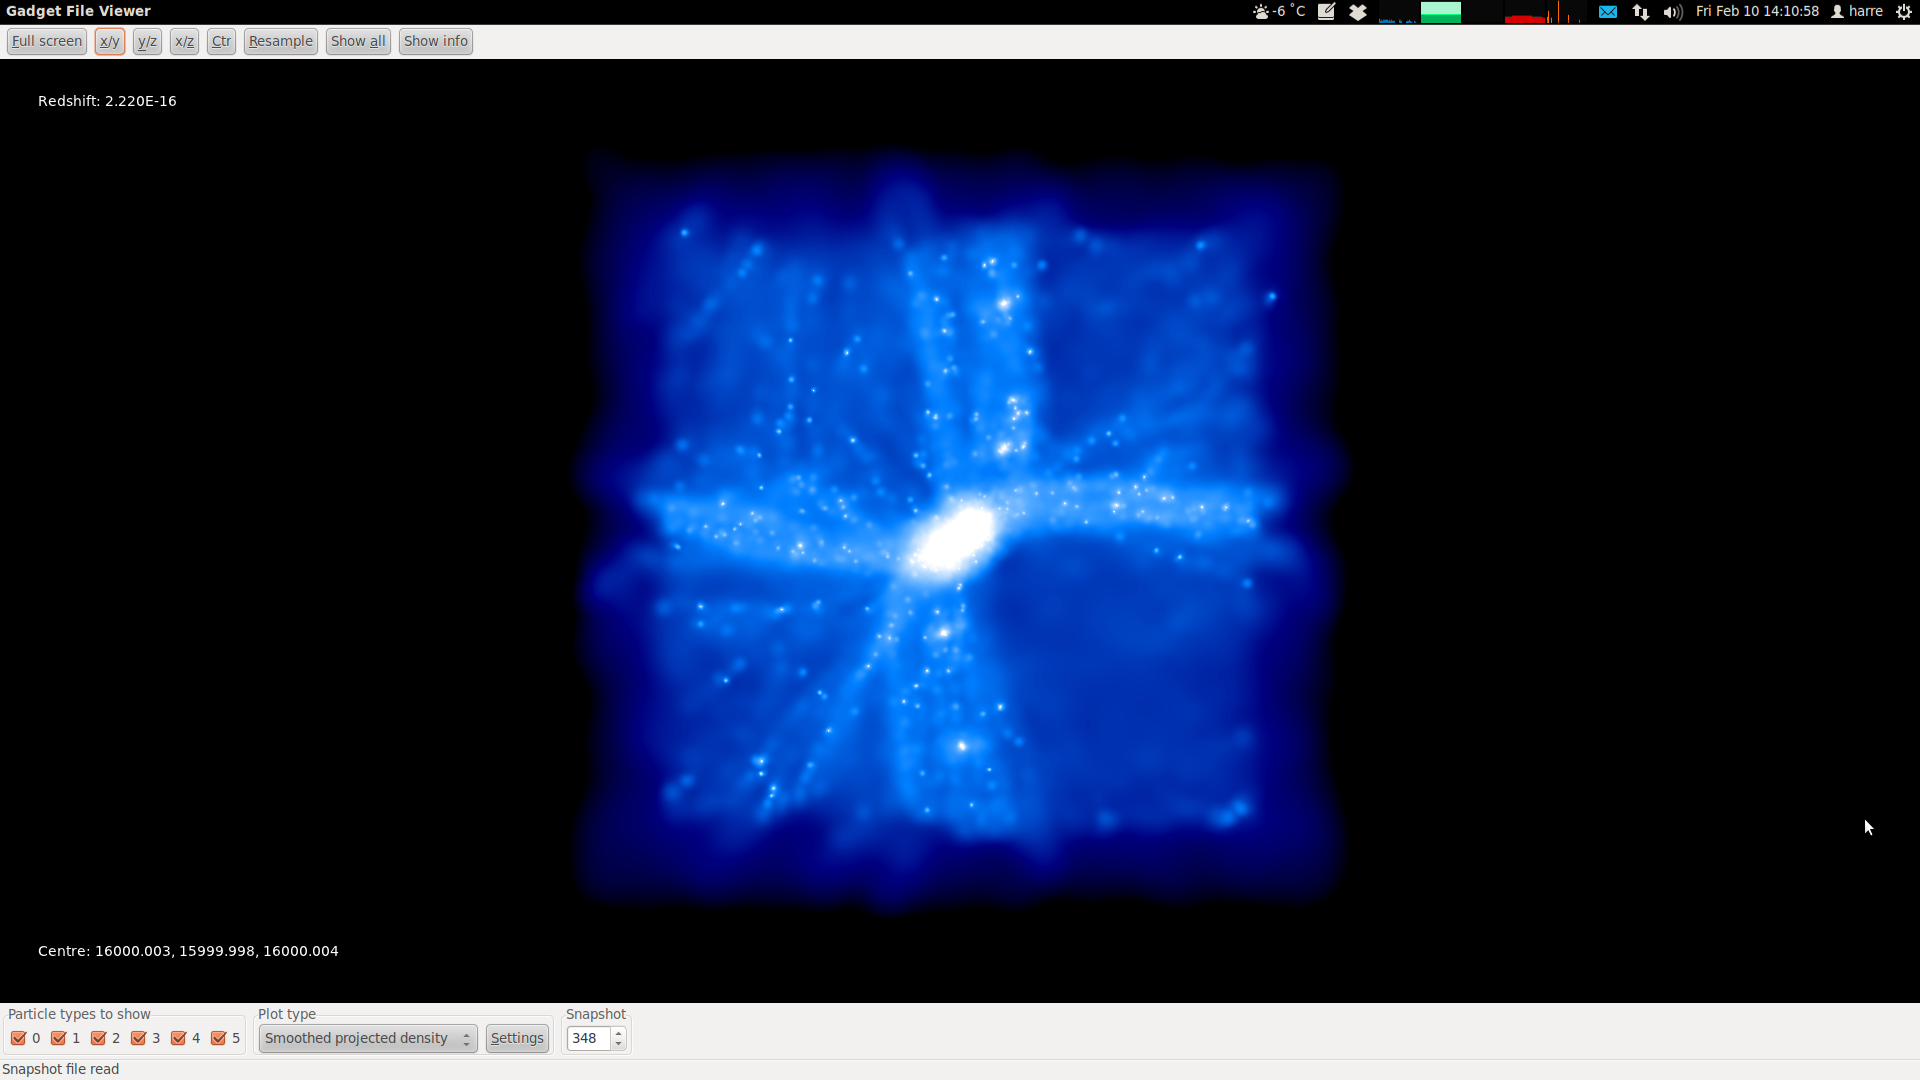 Gadget File Viewer -6 °C Fri Feb 10 14:10:58 harre
Full screen x/y y/z x/z Ctr Resample Show all Show info
Redshift: 2.220E-16
Centre: 16000.003, 15999.998, 16000.004
Particle types to show Plot type Snapshot
0 1 2 3 4 5 Smoothed projected density Settings 348
Snapshot file read